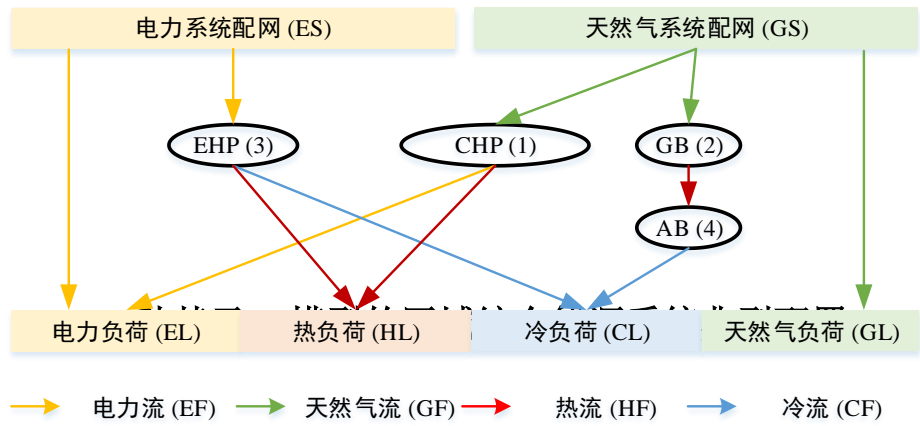 电力系统配网 (ES)
天然气系统配网 (GS)
EHP (3)
CHP (1)
GB (2)
AB (4)
电力负荷 (EL)
热负荷 (HL)
冷负荷 (CL)
天然气负荷 (GL)
电力流 (EF)
天然气流 (GF)
热流 (HF)
冷流 (CF)